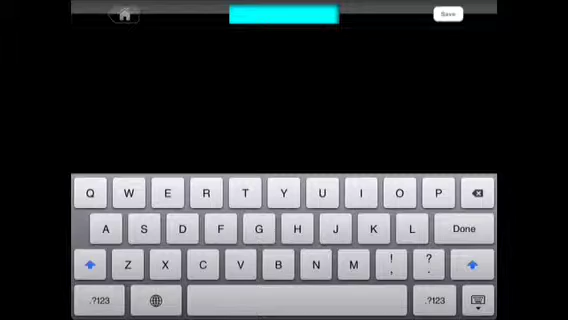 Save
Q W E R T Y U I O P
A S D F G H J K L Done
Z X C V B N M ! , ? .
.?123 .?123